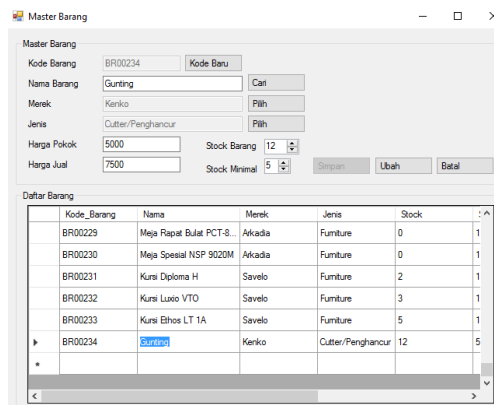 Master Barang
Master Barang
Kode Barang BR00234 Kode Baru
Nama Barang Gunting Cari
Merek Kenko Pilih
Jenis Cutter/Penghancur Pilih
Harga Pokok 5000 Stock Barang 12
Harga Jual 7500 Stock Minimal 5 Simpan Ubah Batal
Daftar Barang
Kode_Barang Nama Merek Jenis Stock
BR00229 Meja Rapat Bulat PCT-8... Arkadia Furniture 0 1
BR00230 Meja Spesial NSP 9020M Arkadia Furniture 0 1
BR00231 Kursi Diploma H Savelo Furniture 2 1
BR00232 Kursi Luxio VTO Savelo Furniture 3 1
BR00233 Kursi Ethos LT 1A Savelo Furniture 5 1
BR00234 Gunting Kenko Cutter/Penghancur 12 5